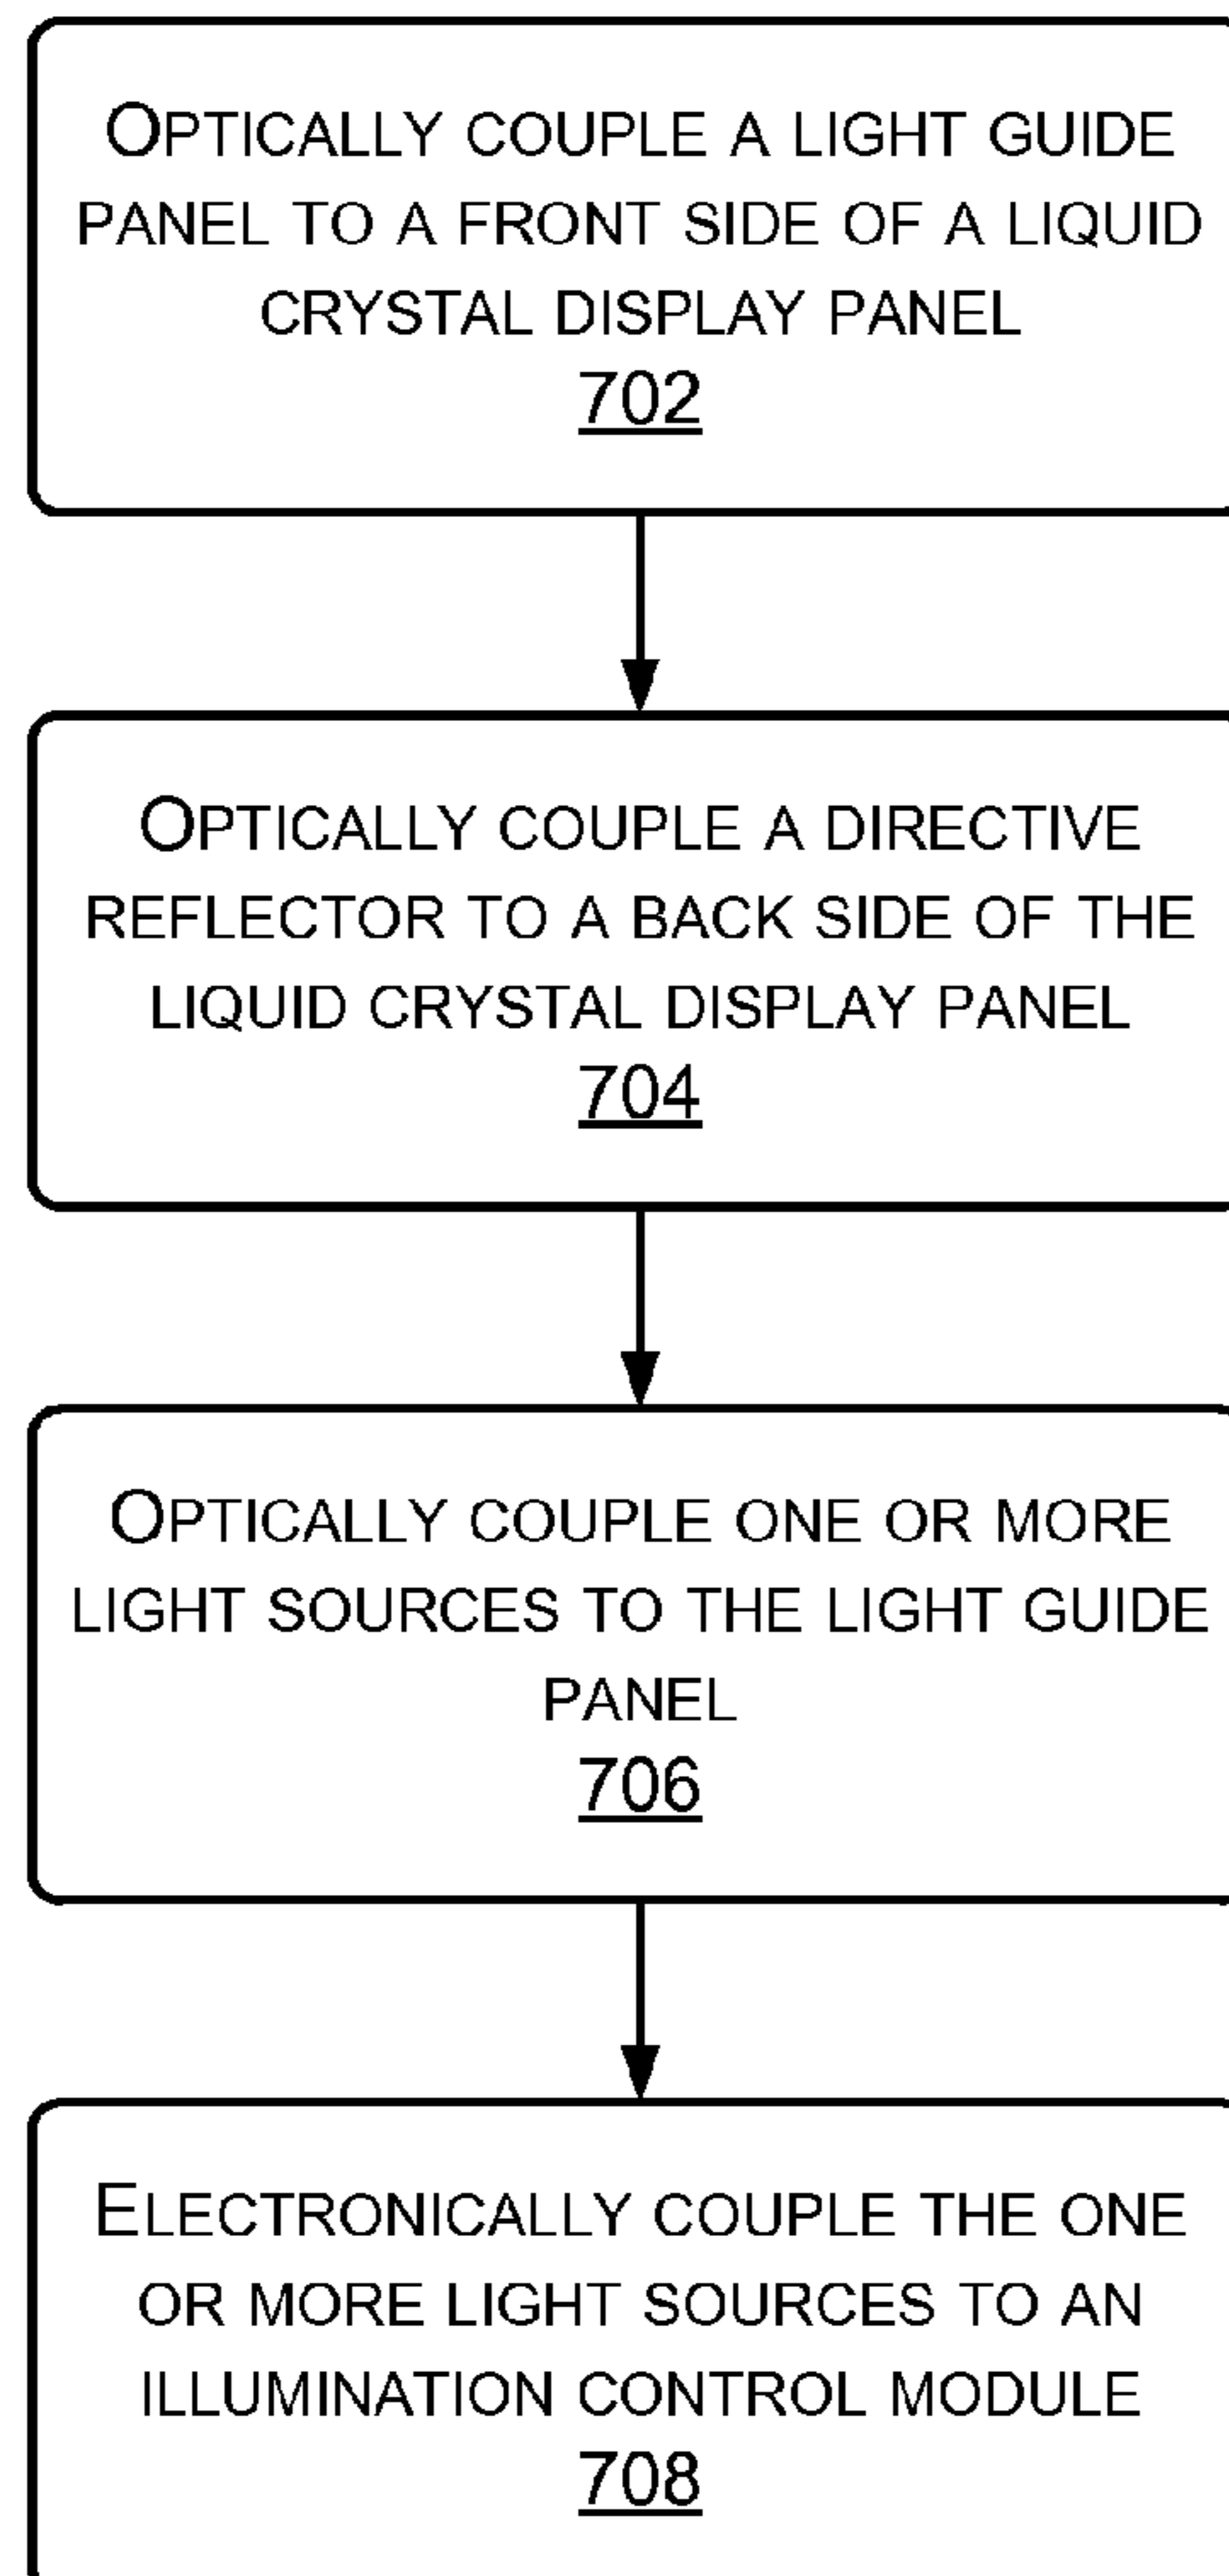 OPTICALLY COUPLE A LIGHT GUIDE
PANEL TO A FRONT SIDE OF A LIQUID
CRYSTAL DISPLAY PANEL
702
OPTICALLY COUPLE A DIRECTIVE
REFLECTOR TO A BACK SIDE OF THE
LIQUID CRYSTAL DISPLAY PANEL
704
OPTICALLY COUPLE ONE OR MORE
LIGHT SOURCES TO THE LIGHT GUIDE
PANEL
706
ELECTRONICALLY COUPLE THE ONE
OR MORE LIGHT SOURCES TO AN
ILLUMINATION CONTROL MODULE
708